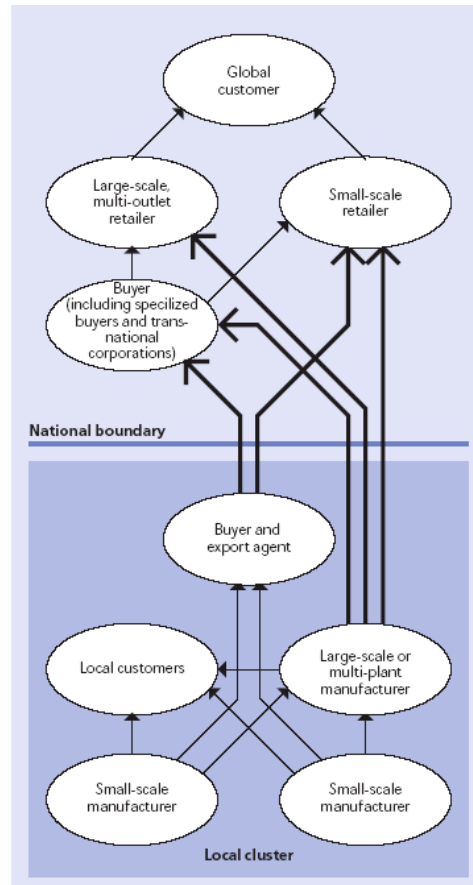 Global
customer
Large-scale,
multi-outlet
retailer
Small-scale
retailer
Buyer
(including specilized
buyers and trans-
national
corporations)
National boundary
Buyer and
export agent
Local customers
Large-scale or
multi-plant
manufacturer
Small-scale
manufacturer
Small-scale
manufacturer
Local cluster